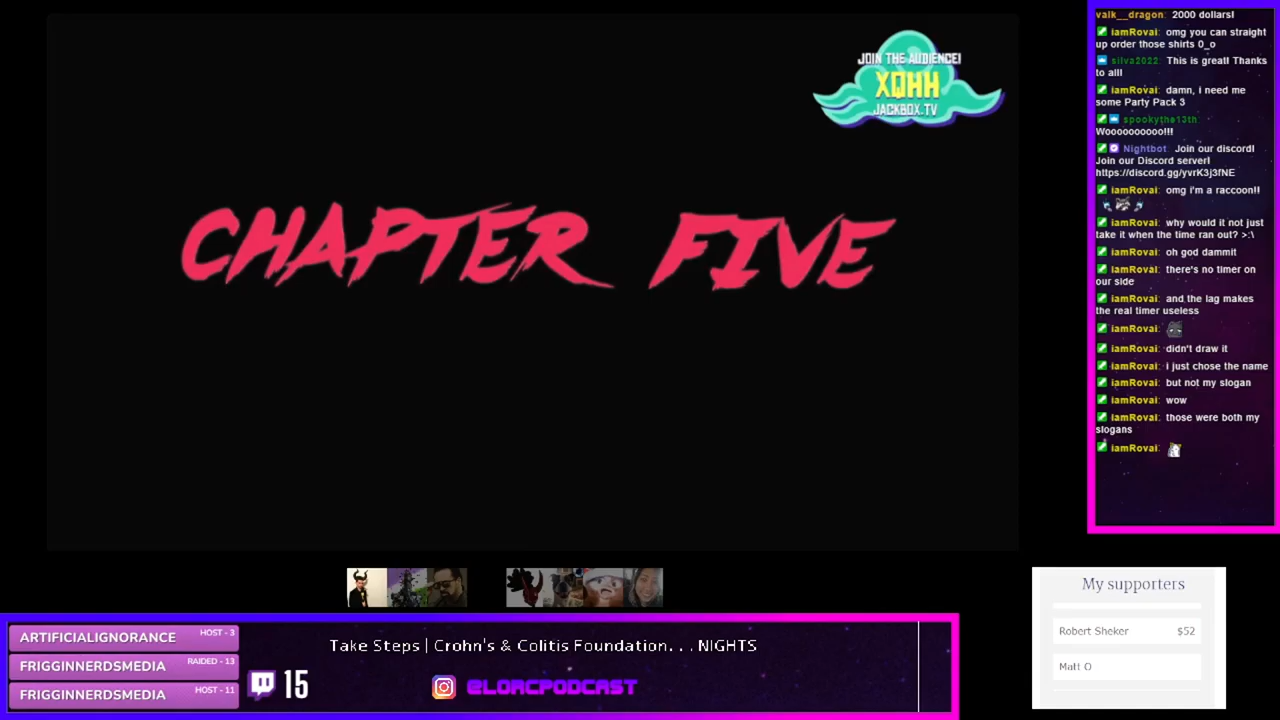 JOIN THE AUDIENCE!
XQHH
JACKBOX.TV
CHAPTER FIVE
valk__dragon: 2000 dollars!
iamRovai: omg you can straight
up order those shirts 0_o
silva2022: This is great! Thanks
to all!
iamRovai: damn, i need me
some Party Pack 3
spookythe13th:
Wooooooooo!!!
Nightbot: Join our discord!
Join our Discord server!
https://discord.gg/yvrK3j3fNE
iamRovai: omg i'm a raccoon!!
iamRovai: why would it not just
take it when the time ran out? >:\
iamRovai: oh god dammit
iamRovai: there's no timer on
our side
iamRovai: and the lag makes
the real timer useless
iamRovai:
iamRovai: didn't draw it
iamRovai: i just chose the name
iamRovai: but not my slogan
iamRovai: wow
iamRovai: those were both my
slogans
iamRovai:
My supporters
Robert Sheker $52
Matt O
ARTIFICIALIGNORANCE HOST - 3
FRIGGINNERDSMEDIA RAIDED - 13
FRIGGINNERDSMEDIA HOST - 11
15
Take Steps | Crohn's & Colitis Foundation. . . NIGHTS
@LORCPODCAST